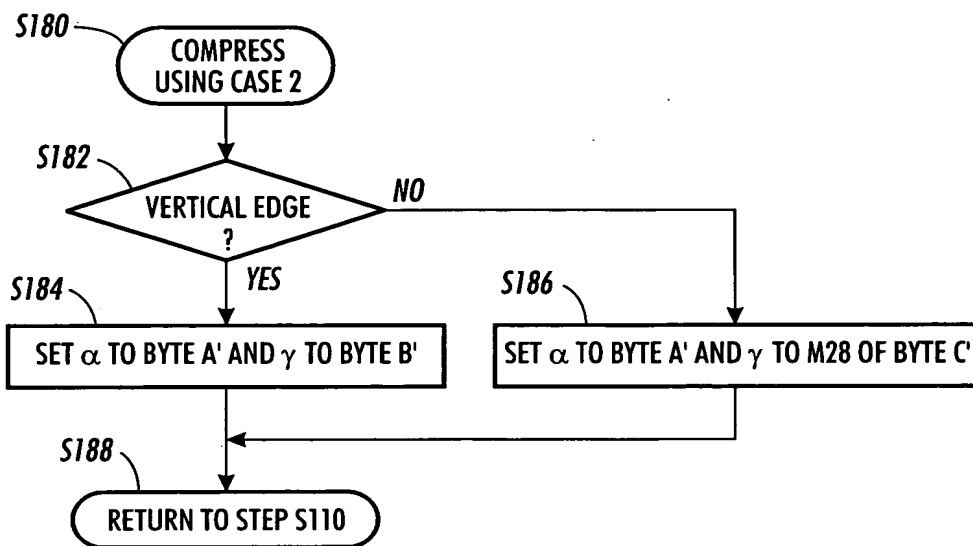 S180
COMPRESS
USING CASE 2
S182
VERTICAL EDGE
?
NO
YES
S184
SET α TO BYTE A' AND γ TO BYTE B'
S186
SET α TO BYTE A' AND γ TO M28 OF BYTE C'
S188
RETURN TO STEP S110